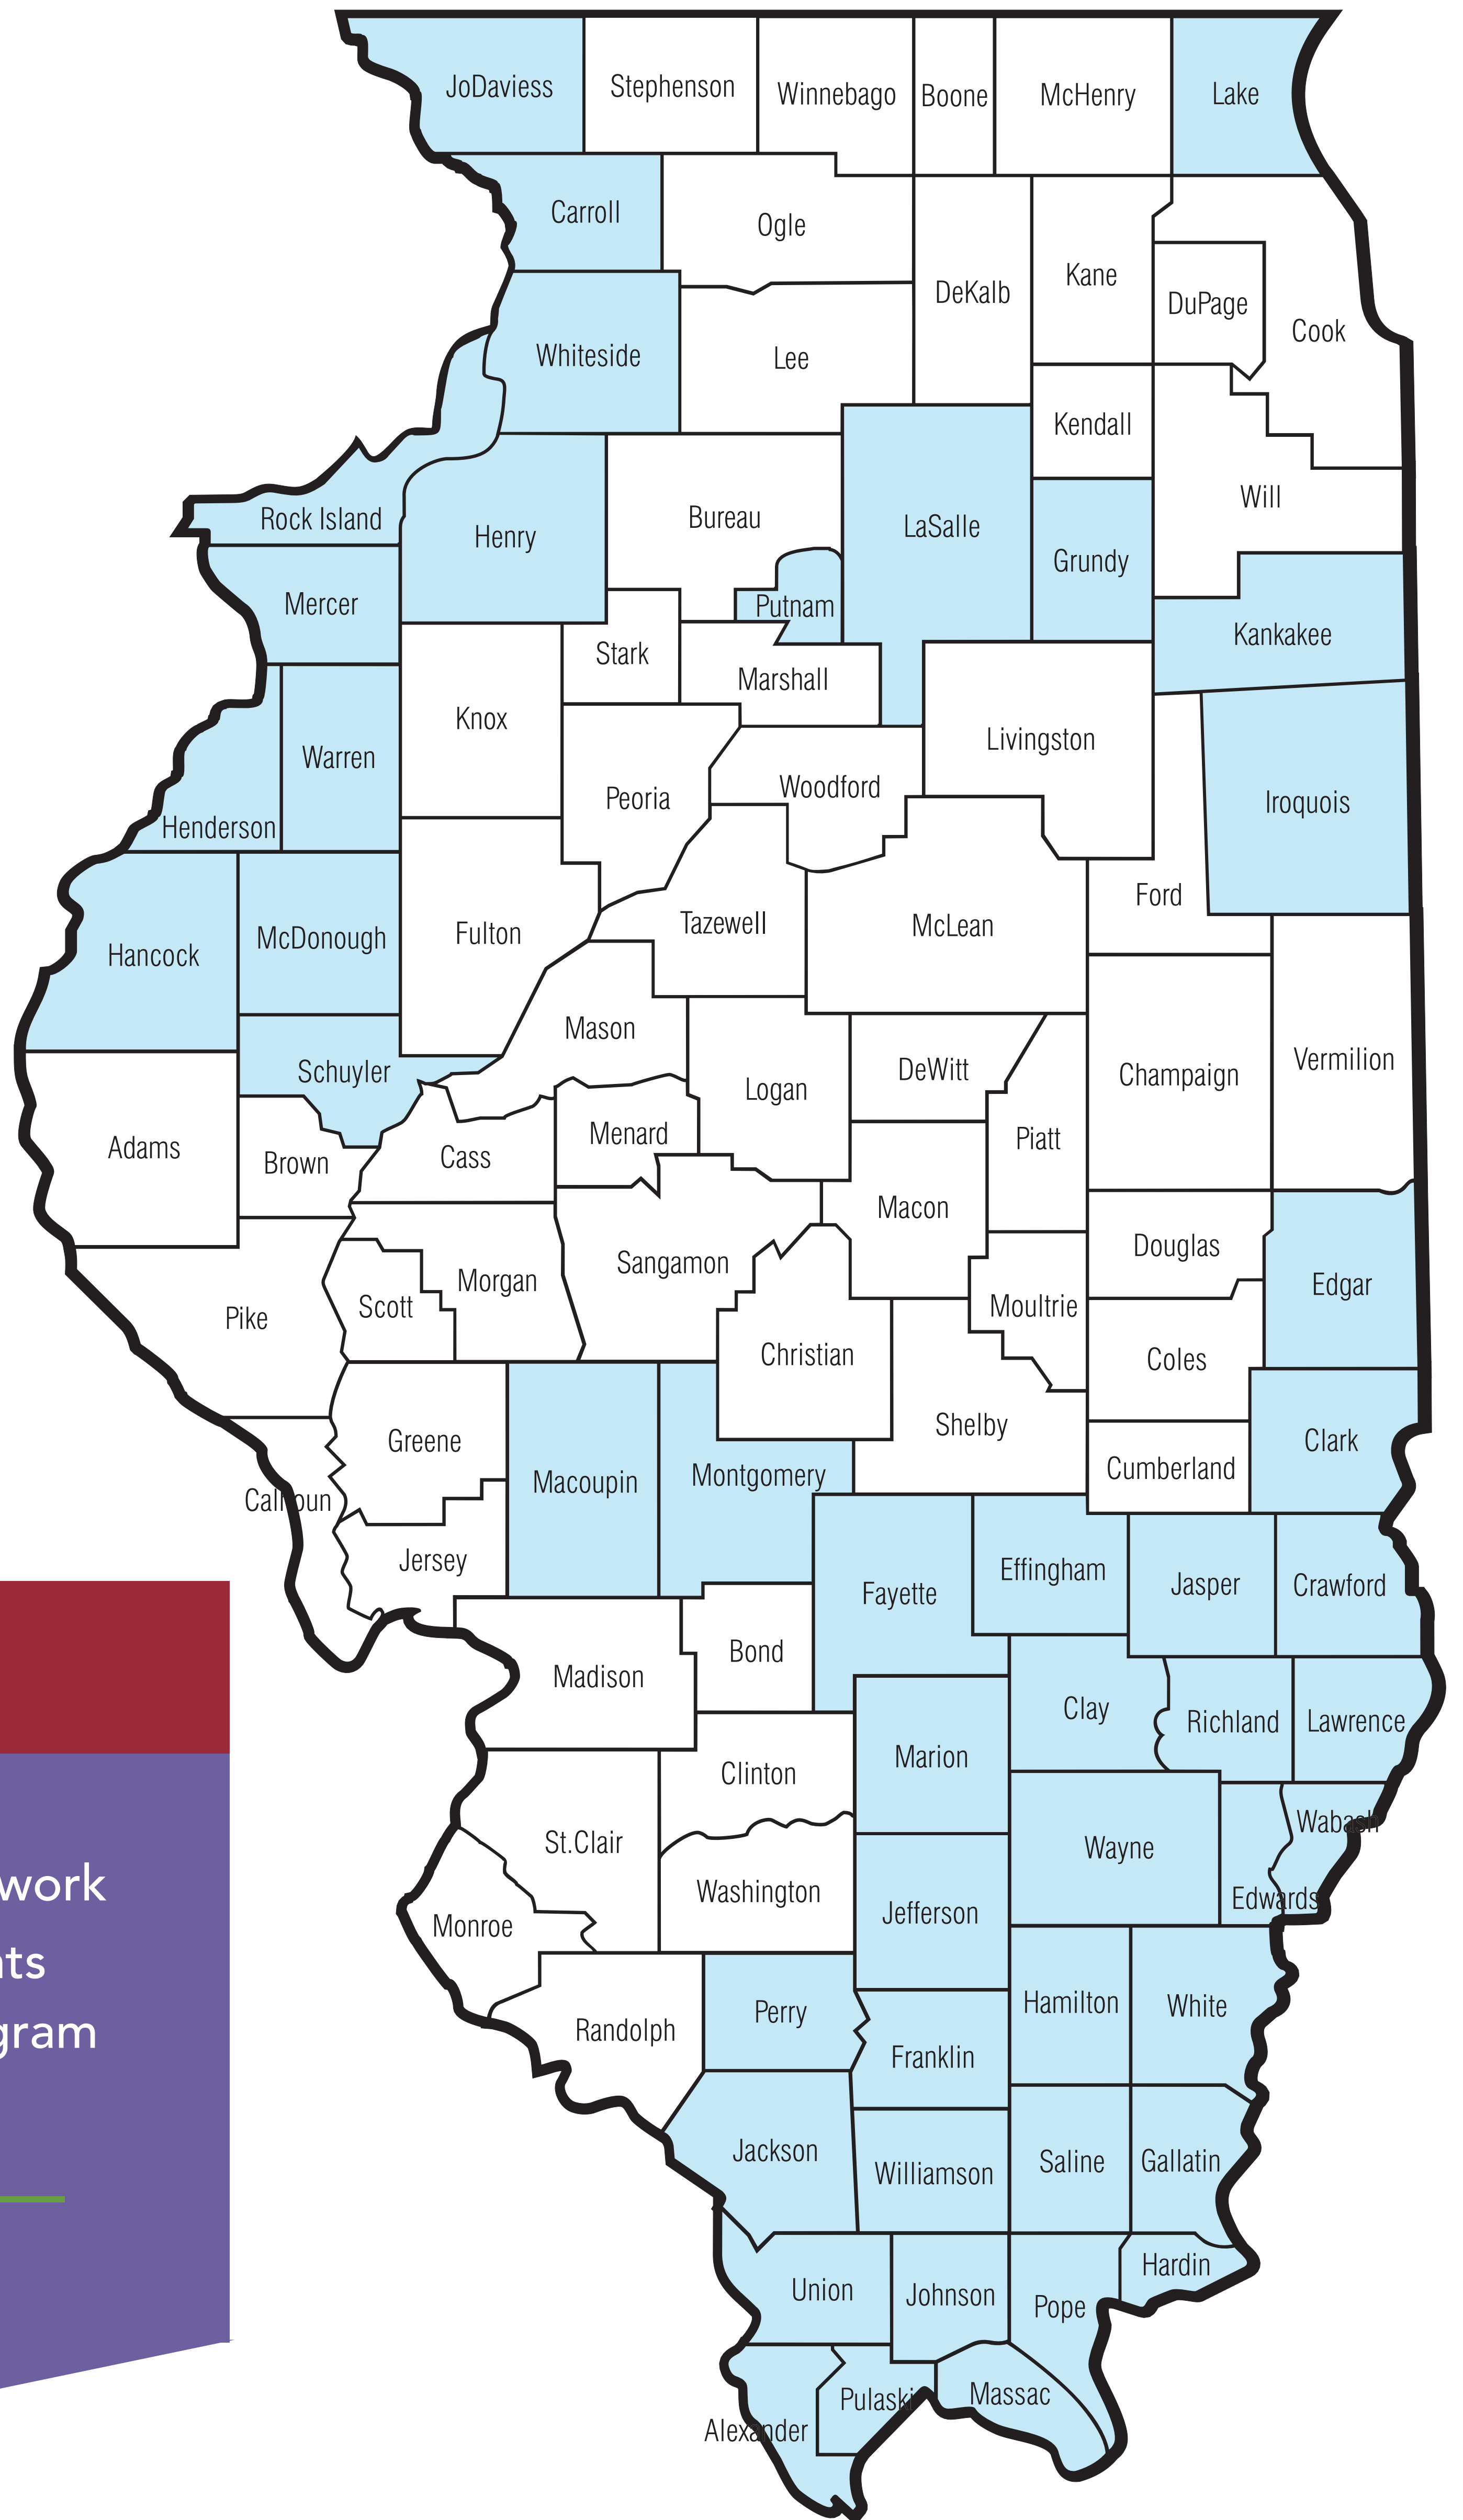 JoDaviess
Stephenson
Winnebago
Boone
McHenry
Lake
Carroll
Ogle
DeKalb
Kane
DuPage
Cook
Whiteside
Lee
Kendall
Will
Rock Island
Henry
Bureau
LaSalle
Grundy
Mercer
Putnam
Kankakee
Stark
Marshall
Knox
Warren
Livingston
Peoria
Woodford
Iroquois
Henderson
Ford
Hancock
McDonough
Fulton
Tazewell
McLean
Mason
Schuyler
Logan
DeWitt
Champaign
Vermilion
Adams
Brown
Cass
Menard
Piatt
Macon
Pike
Scott
Morgan
Sangamon
Douglas
Edgar
Moultrie
Christian
Coles
Greene
Shelby
Clark
Macoupin
Montgomery
Cumberland
Calhoun
Jersey
Fayette
Effingham
Jasper
Crawford
Madison
Bond
Clay
Richland
Lawrence
Marion
Clinton
St.Clair
Wayne
Wabash
Washington
Edwards
Monroe
Jefferson
Randolph
Perry
Hamilton
White
Franklin
Jackson
Williamson
Saline
Gallatin
Hardin
Union
Johnson
Pope
Pulaski
Massac
Alexander
work
ts
gram